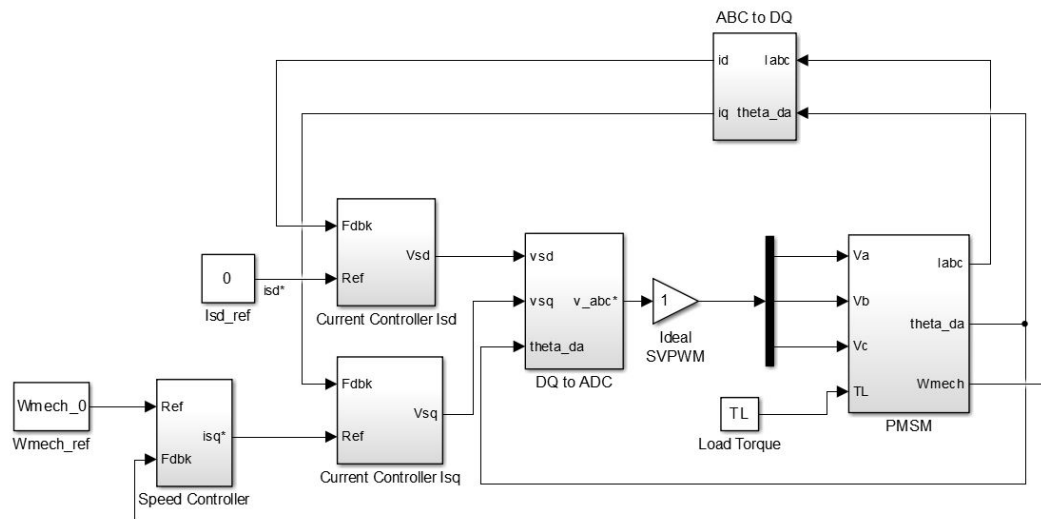 ABC to DQ
id
Iabc
iq
theta_da
Fdbk
Vsd
Ref
0
isd*
Isd_ref
Current Controller Isd
vsd
vsq
v_abc*
theta_da
DQ to ADC
1
Ideal
SVPWM
Va
Iabc
Vb
theta_da
Vc
Wmech
TL
PMSM
TL
Load Torque
Fdbk
Vsq
Ref
Current Controller Isq
Wmech_0
Wmech_ref
Ref
isq*
Fdbk
Speed Controller